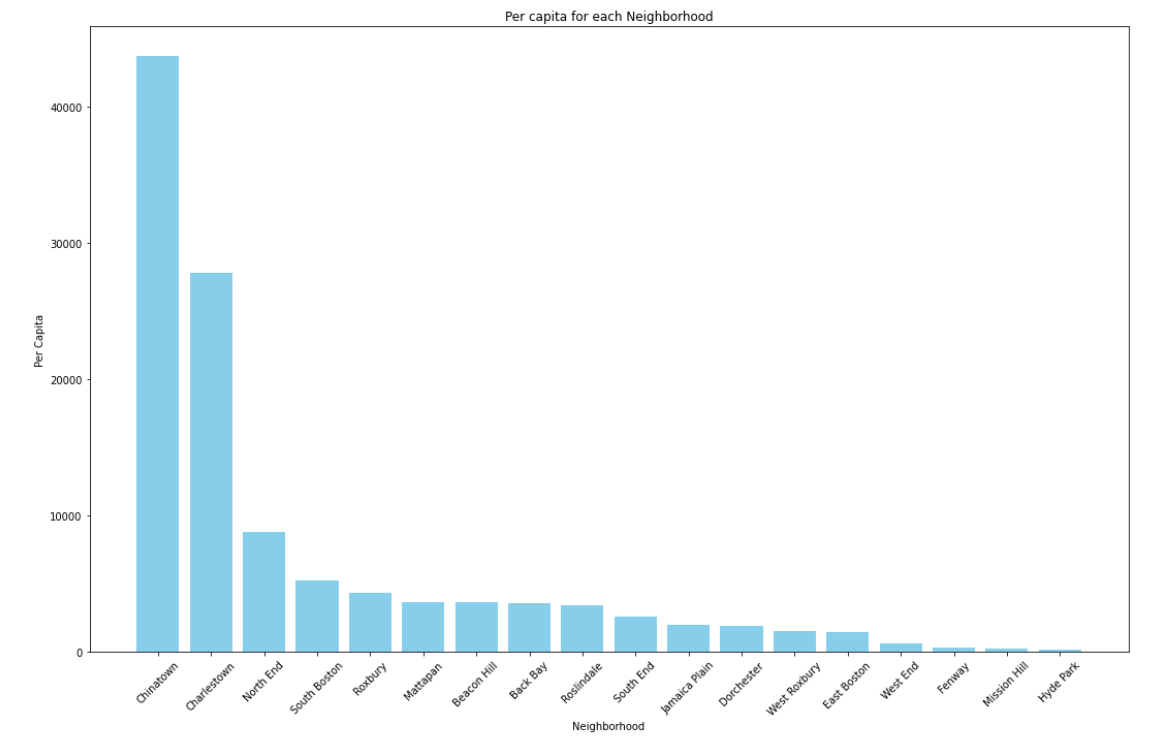 Per capita for each Neighborhood
Per Capita
40000
30000
20000
10000
0
Chinatown
Charlestown
North End
South Boston
Roxbury
Mattapan
Beacon Hill
Back Bay
Roslindale
South End
Jamaica Plain
Dorchester
West Roxbury
East Boston
West End
Fenway
Mission Hill
Hyde Park
Neighborhood